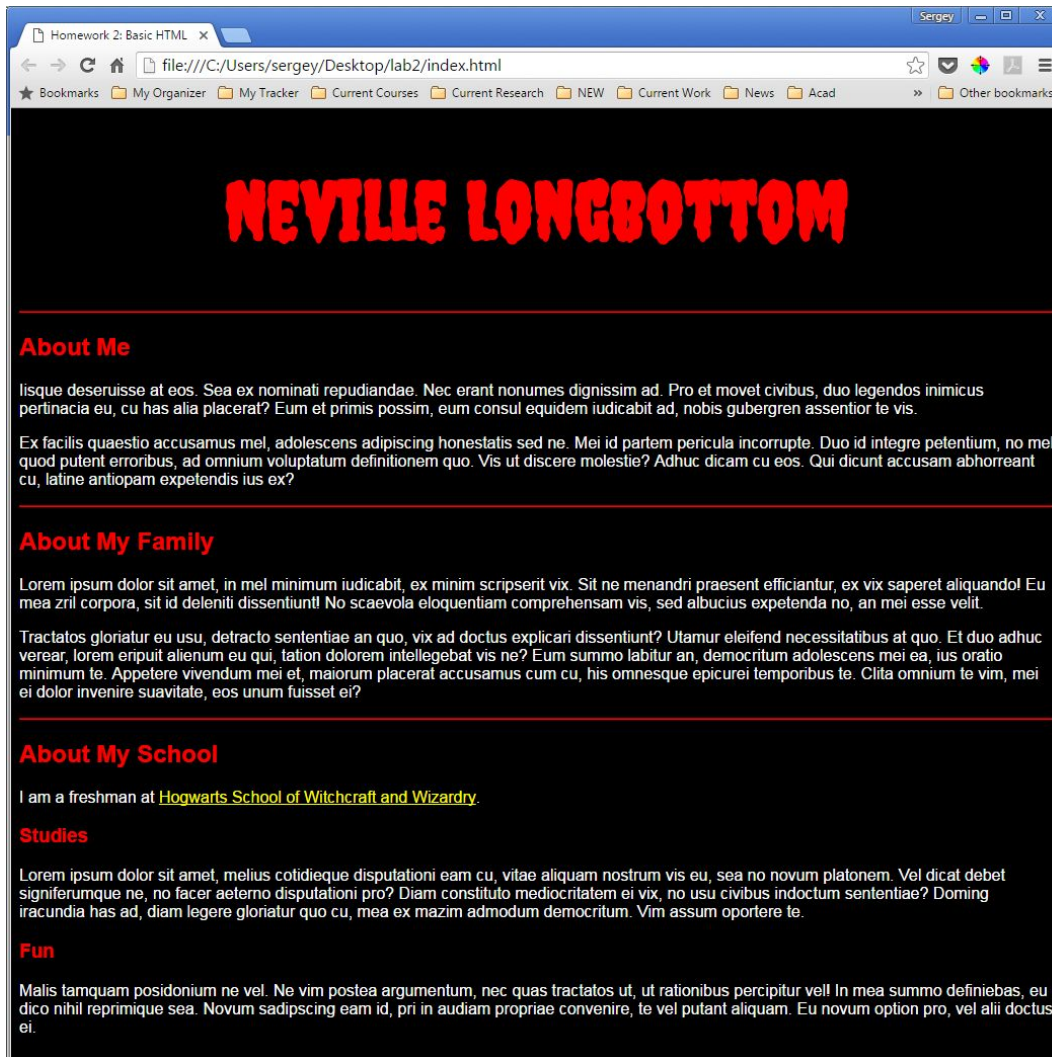 Sergey
Homework 2: Basic HTML
file:///C:/Users/sergey/Desktop/lab2/index.html
Bookmarks My Organizer My Tracker Current Courses Current Research NEW Current Work News Acad » Other bookmarks
NEVILLE LONGBOTTOM
About Me
Iisque deseruisse at eos. Sea ex nominati repudiandae. Nec erant nonumes dignissim ad. Pro et movet civibus, duo legendos inimicus
pertinacia eu, cu has alia placerat? Eum et primis possim, eum consul equidem iudicabit ad, nobis gubergren assentior te vis.
Ex facilis quaestio accusamus mel, adolescens adipiscing honestatis sed ne. Mei id partem pericula incorrupte. Duo id integre petentium, no mel
quod putent erroribus, ad omnium voluptatum definitionem quo. Vis ut discere molestie? Adhuc dicam cu eos. Qui dicunt accusam abhorreant
cu, latine antiopam expetendis ius ex?
About My Family
Lorem ipsum dolor sit amet, in mel minimum iudicabit, ex minim scripserit vix. Sit ne menandri praesent efficiantur, ex vix saperet aliquando! Eu
mea zril corpora, sit id deleniti dissentiunt! No scaevola eloquentiam comprehensam vis, sed albucius expetenda no, an mei esse velit.
Tractatos gloriatur eu usu, detracto sententiae an quo, vix ad doctus explicari dissentiunt? Utamur eleifend necessitatibus at quo. Et duo adhuc
verear, lorem eripuit alienum eu qui, tation dolorem intellegebat vis ne? Eum summo labitur an, democritum adolescens mei ea, ius oratio
minimum te. Appetere vivendum mei et, maiorum placerat accusamus cum cu, his omnesque epicurei temporibus te. Clita omnium te vim, mei
ei dolor invenire suavitate, eos unum fuisset ei?
About My School
I am a freshman at Hogwarts School of Witchcraft and Wizardry.
Studies
Lorem ipsum dolor sit amet, melius cotidieque disputationi eam cu, vitae aliquam nostrum vis eu, sea no novum platonem. Vel dicat debet
signiferumque ne, no facer aeterno disputationi pro? Diam constituto mediocritatem ei vix, no usu civibus indoctum sententiae? Doming
iracundia has ad, diam legere gloriatur quo cu, mea ex mazim admodum democritum. Vim assum oportere te.
Fun
Malis tamquam posidonium ne vel. Ne vim postea argumentum, nec quas tractatos ut, ut rationibus percipitur vel! In mea summo definiebas, eu
dico nihil reprimique sea. Novum sadipscing eam id, pri in audiam propriae convenire, te vel putant aliquam. Eu novum option pro, vel alii doctus
ei.